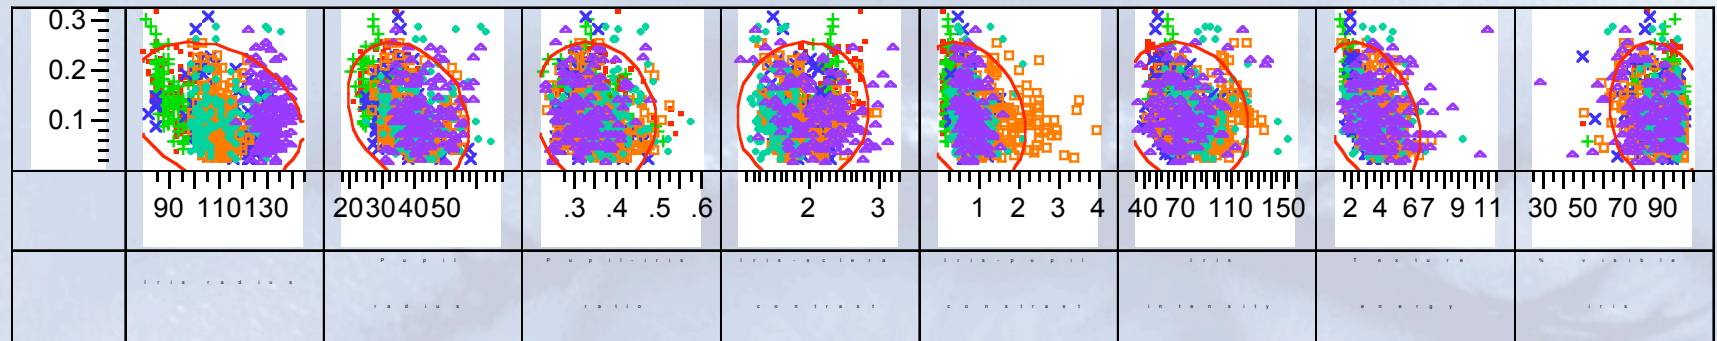 0.3
0.2
0.1
90 110130
20304050
.3 .4 .5 .6
2 3
1 2 3 4
40 70 110 150
2 4 67 9 11
30 50 70 90
Iris radius
Pupil
radius
Pupil-iris
ratio
Iris-sclera
contrast
Iris-pupil
constrast
Iris
intensity
Texture
energy
% visible
iris